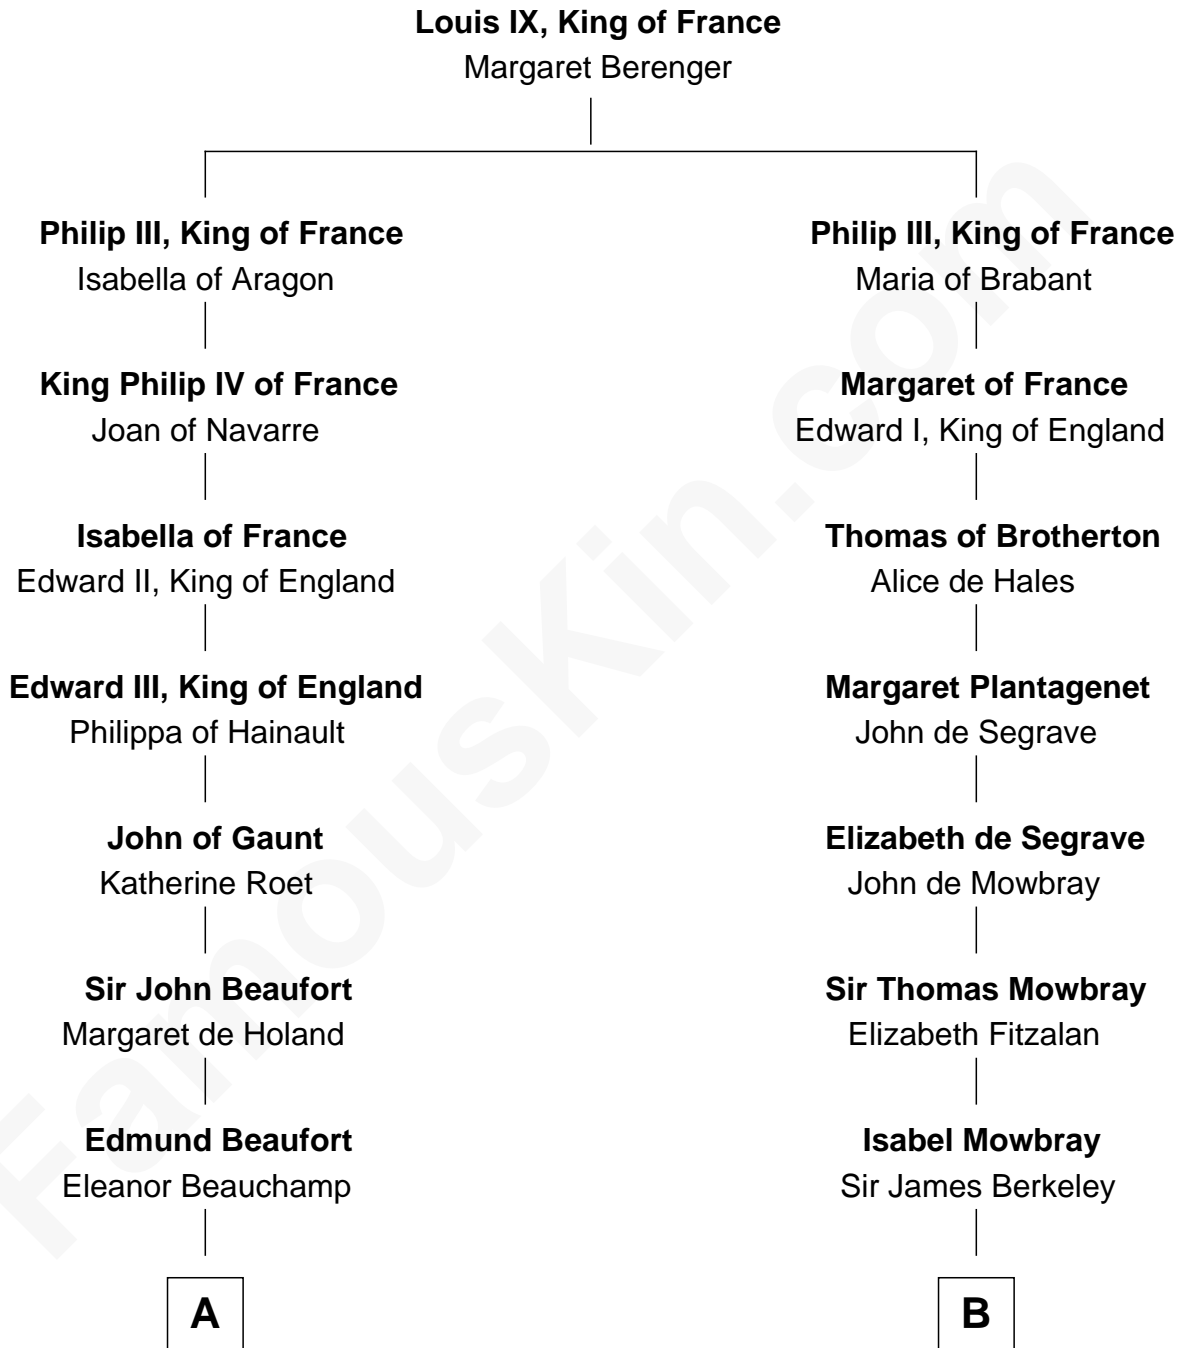 Louis IX, King of France
Margaret Berenger
Philip III, King of France
Isabella of Aragon
King Philip IV of France
Joan of Navarre
Isabella of France
Edward II, King of England
Edward III, King of England
Philippa of Hainault
John of Gaunt
Katherine Roet
Sir John Beaufort
Margaret de Holand
Edmund Beaufort
Eleanor Beauchamp
A
Philip III, King of France
Maria of Brabant
Margaret of France
Edward I, King of England
Thomas of Brotherton
Alice de Hales
Margaret Plantagenet
John de Segrave
Elizabeth de Segrave
John de Mowbray
Sir Thomas Mowbray
Elizabeth Fitzalan
Isabel Mowbray
Sir James Berkeley
B
FamousKin.com